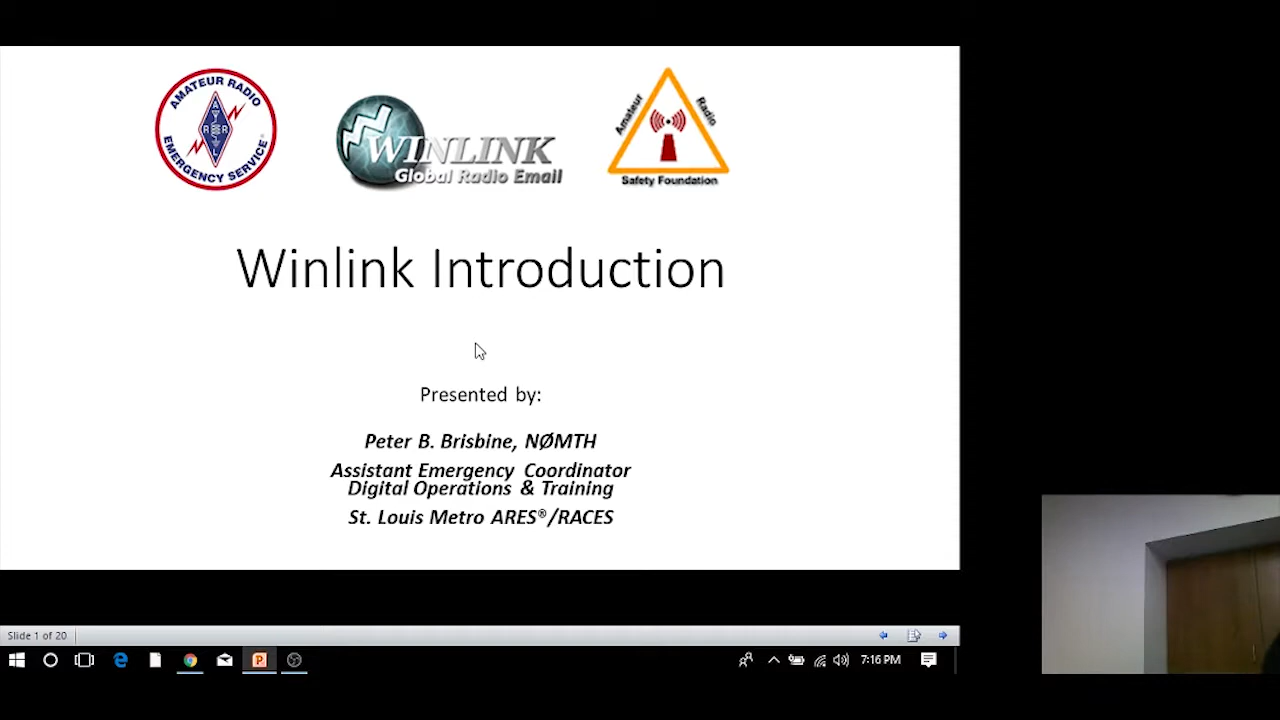 AMATEUR RADIO
ARRL
EMERGENCY SERVICE
WINLINK
Global Radio Email
Amateur
Radio
Safety Foundation
Winlink Introduction
Presented by:
Peter B. Brisbine, NØMTH
Assistant Emergency Coordinator
Digital Operations & Training
St. Louis Metro ARES®/RACES
Slide 1 of 20
7:16 PM